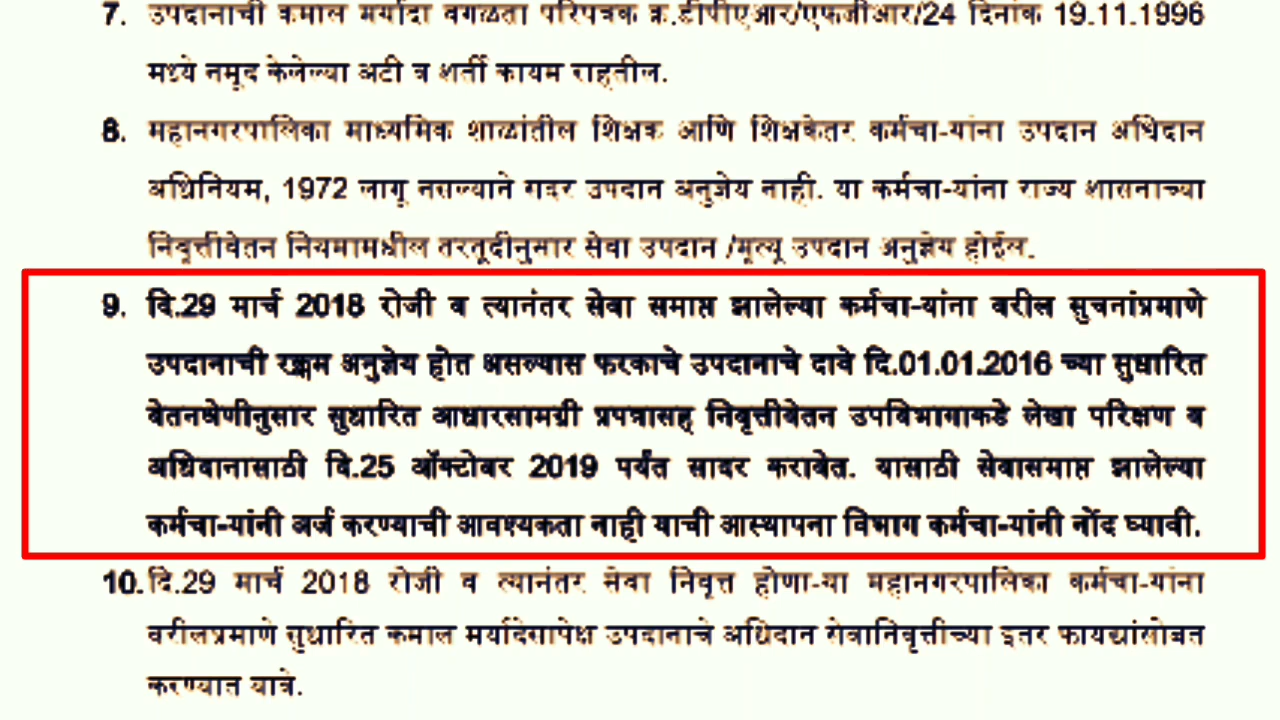 7. उपदानाची कमाल मर्यादा वगळता परिपत्रक क्र.टीपीएआर/एफजीआर/24 दिनांक 19.11.1996
मध्ये नमूद केलेल्या अटी व शर्ती कायम राहतील.
8. महानगरपालिका माध्यमिक शाळांतील शिक्षक आणि शिक्षकेतर कर्मचा-यांना उपदान अधिदान
अधिनियम, 1972 लागू नसल्याने सदर उपदान अनुज्ञेय नाही. या कर्मचा-यांना राज्य शासनाच्या
निवृत्तीवेतन नियमामधील तरतूदीनुसार सेवा उपदान /मृत्यू उपदान अनुज्ञेय होईल.
9. दि.29 मार्च 2018 रोजी व त्यानंतर सेवा समाप्त झालेल्या कर्मचा-यांना वरील सुचनांप्रमाणे
उपदानाची रक्कम अनुज्ञेय होत असल्यास फरकाचे उपदानाचे दावे दि.01.01.2016 च्या सुधारित
वेतनश्रेणीनुसार सुधारित आधारसामग्री प्रपत्रासह निवृत्तीवेतन उपविभागाकडे लेखा परिक्षण व
अधिदानासाठी दि.25 ऑक्टोबर 2019 पर्यंत सादर करावेत. यासाठी सेवासमाप्त झालेल्या
कर्मचा-यांनी अर्ज करण्याची आवश्यकता नाही याची आस्थापना विभाग कर्मचा-यांनी नोंद घ्यावी.
10. दि.29 मार्च 2018 रोजी व त्यानंतर सेवा निवृत्त होणा-या महानगरपालिका कर्मचा-यांना
वरीलप्रमाणे सुधारित कमाल मर्यादेसापेक्ष उपदानाचे अधिदान सेवानिवृत्तीच्या इतर फायद्यांसोबत
करण्यात यावे.